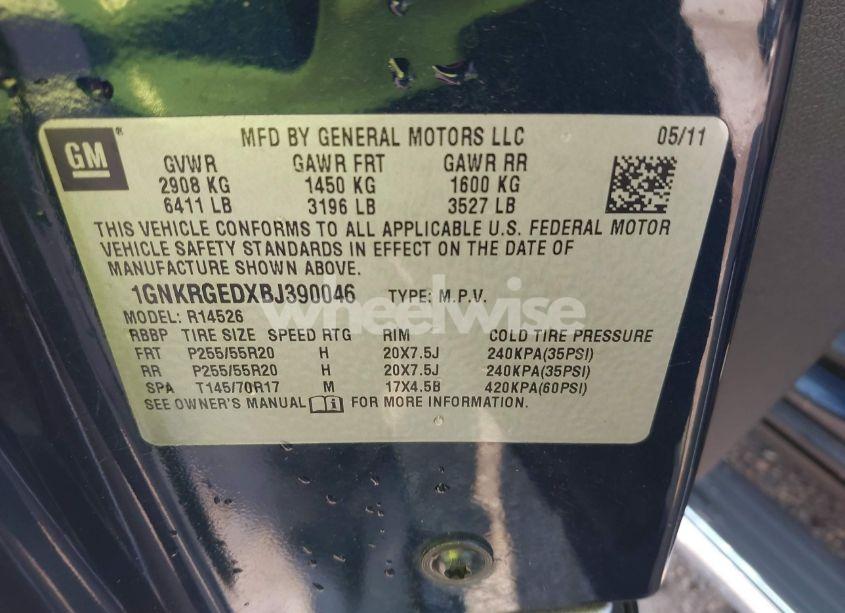 GM ®
MFD BY GENERAL MOTORS LLC 05/11
GVWR GAWR FRT GAWR RR
2908 KG 1450 KG 1600 KG
6411 LB 3196 LB 3527 LB
THIS VEHICLE CONFORMS TO ALL APPLICABLE U.S. FEDERAL MOTOR
VEHICLE SAFETY STANDARDS IN EFFECT ON THE DATE OF
MANUFACTURE SHOWN ABOVE.
1GNKRGEDXBJ390046 TYPE: M.P.V.
wheelwise
MODEL: R14526
RBBP TIRE SIZE SPEED RTG RIM COLD TIRE PRESSURE
FRT P255/55R20 H 20X7.5J 240KPA(35PSI)
RR P255/55R20 H 20X7.5J 240KPA(35PSI)
SPA T145/70R17 M 17X4.5B 420KPA(60PSI)
SEE OWNER'S MANUAL FOR MORE INFORMATION.